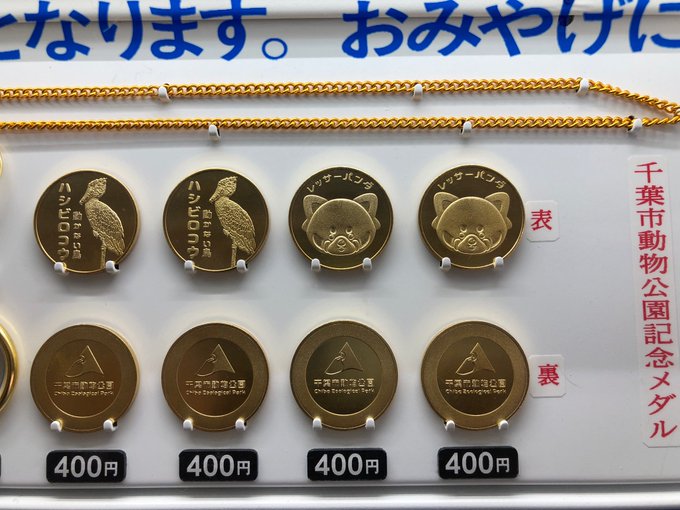 となります。おみやげに
ハシビロコウ
動かない鳥
ハシビロコウ
動かない鳥
レッサーパンダ
レッサーパンダ
表
千葉市動物公園記念メダル
千葉市動物公園
Chiba Zoological Park
千葉市動物公園
Chiba Zoological Park
千葉市動物公園
Chiba Zoological Park
千葉市動物公園
Chiba Zoological Park
裏
400円
400円
400円
400円